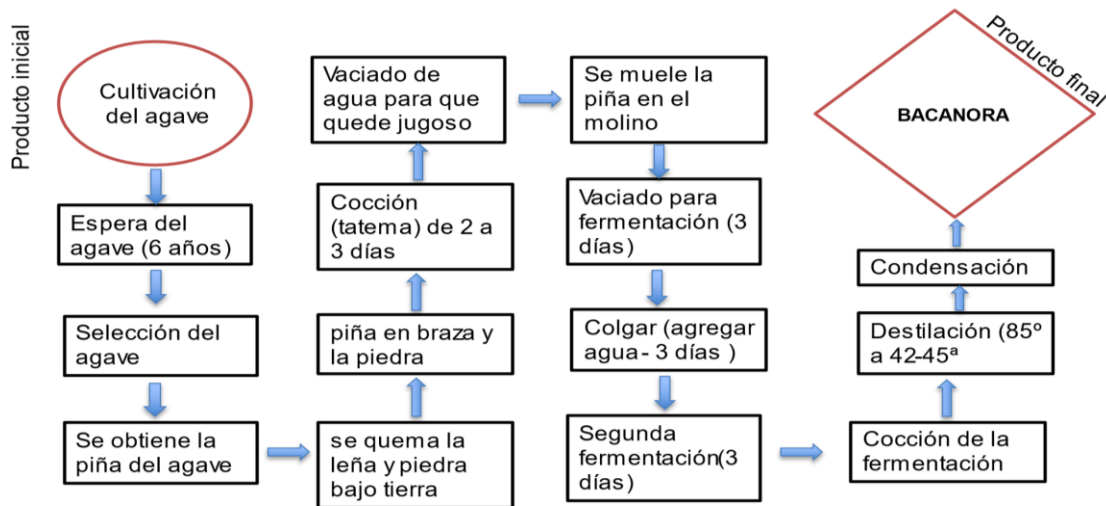 Producto inicial
Cultivación
del agave
Espera del
agave (6 años)
Selección del
agave
Se obtiene la
piña del agave
se quema la
leña y piedra
bajo tierra
piña en braza y
la piedra
Cocción
(tatema) de 2 a
3 días
Vaciado de
agua para que
quede jugoso
Se muele la
piña en el
molino
Vaciado para
fermentación (3
días)
Colgar (agregar
agua- 3 días )
Segunda
fermentación(3
días)
Cocción de la
fermentación
Destilación (85º
a 42-45ª
Condensación
BACANORA
Producto final